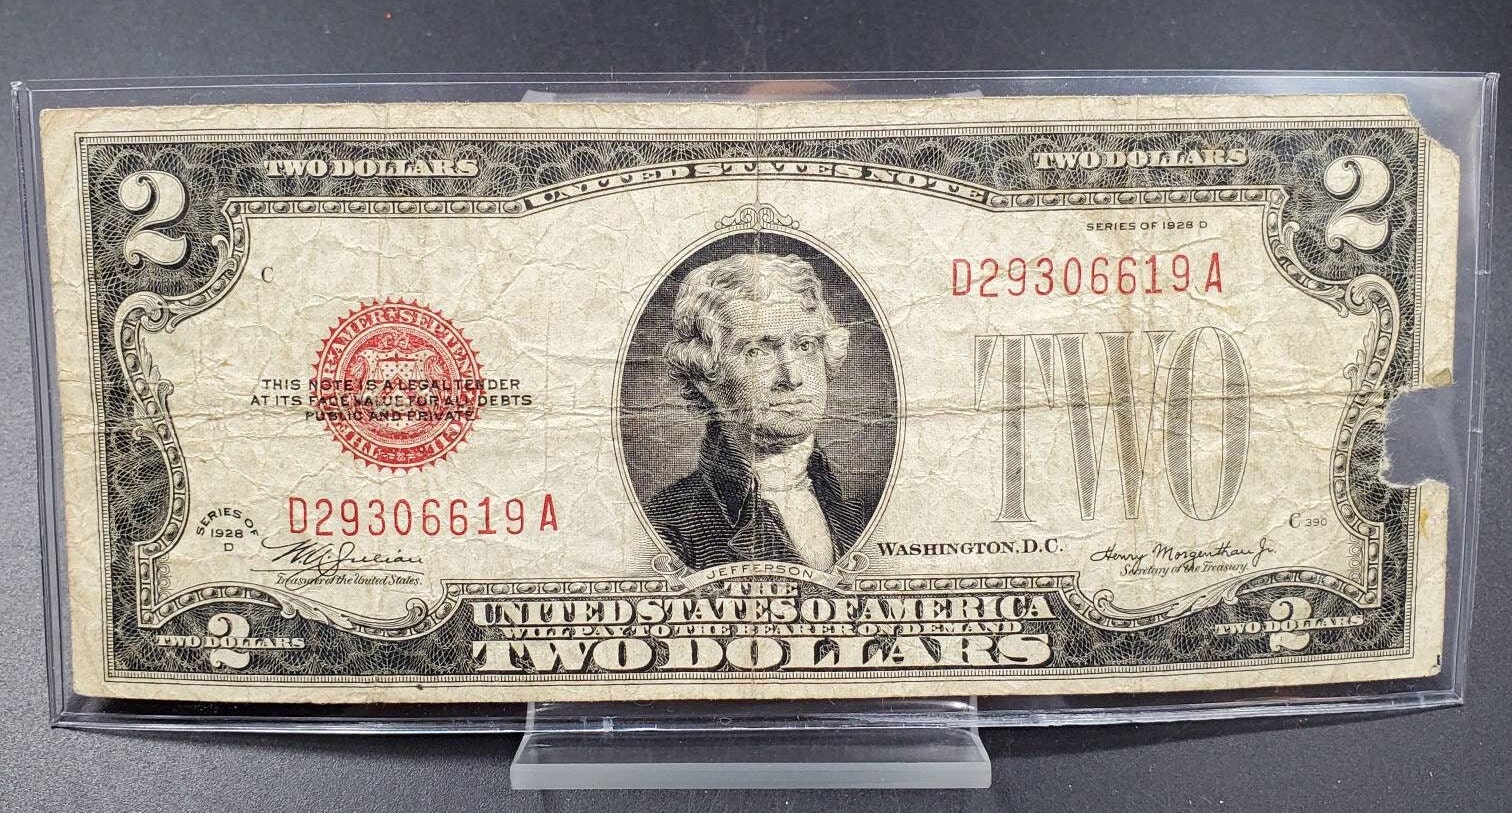 2 TWO DOLLARS UNITED STATES NOTE TWO DOLLARS 2
SERIES OF 1928 D
C
D29306619A
THIS NOTE IS A LEGAL TENDER
AT ITS FACE VALUE FOR ALL DEBTS
PUBLIC AND PRIVATE
TWO
D29306619A
SERIES OF
1928
D
W A Julian
Treasurer of the United States.
JEFFERSON
WASHINGTON, D.C.
C 390
Henry Morgenthau Jr.
Secretary of the Treasury.
THE
UNITED STATES OF AMERICA
WILL PAY TO THE BEARER ON DEMAND
TWO DOLLARS
TWO DOLLARS
2
TWO DOLLARS
2